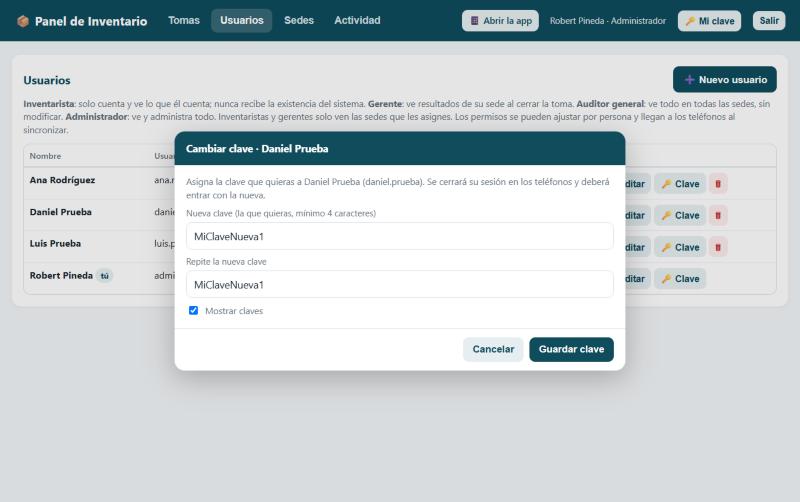 Panel de Inventario
Tomas
Usuarios
Sedes
Actividad
Abrir la app
Robert Pineda · Administrador
Mi clave
Salir
Usuarios
Nuevo usuario
Inventarista: solo cuenta y ve lo que él cuenta; nunca recibe la existencia del sistema. Gerente: ve resultados de su sede al cerrar la toma. Auditor general: ve todo en todas las sedes, sin
modificar. Administrador: ve y administra todo. Inventaristas y gerentes solo ven las sedes que les asignes. Los permisos se pueden ajustar por persona y llegan a los teléfonos al
sincronizar.
Nombre
Ana Rodríguez
Clave
Daniel Prueba
Clave
Luis Prueba
Clave
Robert Pineda tú
Clave
Cambiar clave · Daniel Prueba
Asigna la clave que quieras a Daniel Prueba (daniel.prueba). Se cerrará su sesión en los teléfonos y deberá
entrar con la nueva.
Nueva clave (la que quieras, mínimo 4 caracteres)
MiClaveNueva1
Repite la nueva clave
MiClaveNueva1
Mostrar claves
Cancelar
Guardar clave